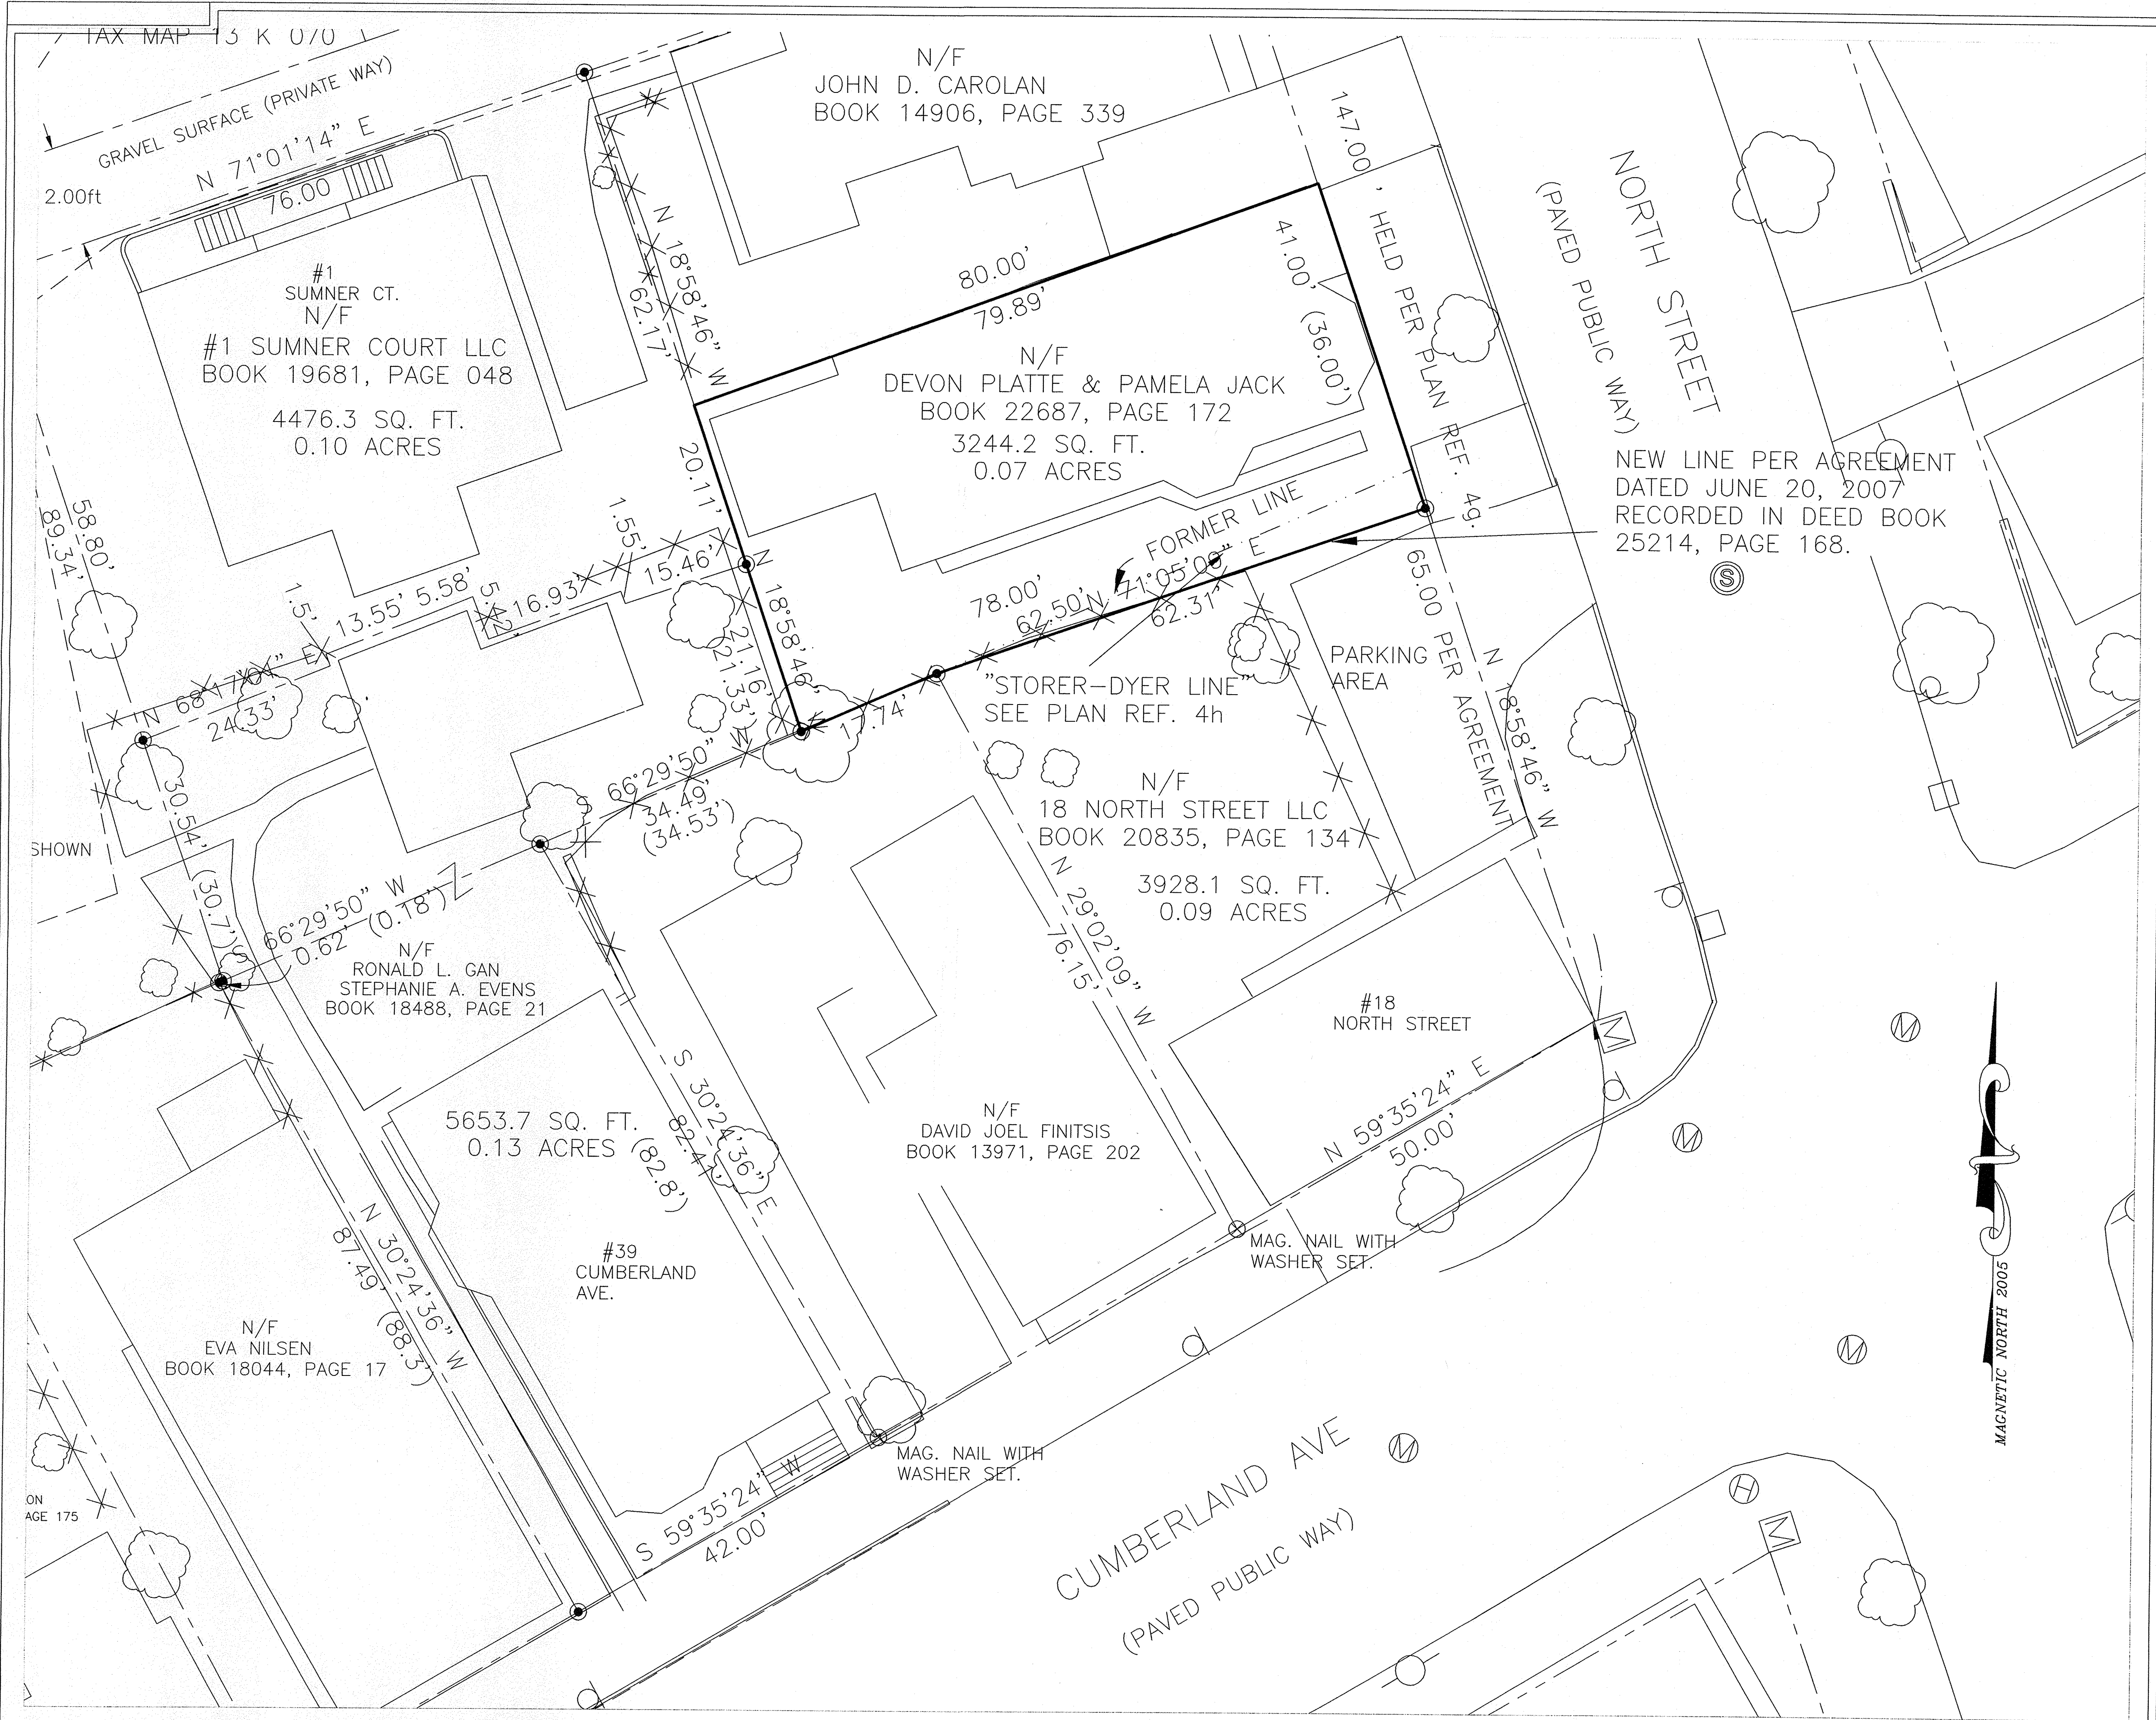 TAX MAP 13 K 070
GRAVEL SURFACE (PRIVATE WAY)
N 71°01'14" E
76.00
2.00ft
#1
SUMNER CT.
N/F
#1 SUMNER COURT LLC
BOOK 19681, PAGE 048
4476.3 SQ. FT.
0.10 ACRES
N/F
JOHN D. CAROLAN
BOOK 14906, PAGE 339
N 18°58'46" W
62.17'
80.00'
79.89'
N/F
DEVON PLATTE & PAMELA JACK
BOOK 22687, PAGE 172
3244.2 SQ. FT.
0.07 ACRES
41.00' (36.00')
147.00' HELD PER PLAN REF. 4g.
NORTH STREET
(PAVED PUBLIC WAY)
NEW LINE PER AGREEMENT
DATED JUNE 20, 2007
RECORDED IN DEED BOOK
25214, PAGE 168.
S
20.11'
FORMER LINE
78.00'
62.50'
N 71°05'00" E
62.31'
"STORER-DYER LINE"
SEE PLAN REF. 4h
17.74'
PARKING
AREA
65.00 PER AGREEMENT
N 18°58'46" W
58.80'
89.34'
1.5'
13.55'
5.58'
5.42'
16.93'
1.55'
15.46'
N 68°17'04" E
24.33'
N 18°58'46" W
21.16'
21.33'
S 66°29'50" W
34.49'
(34.53')
30.54'
(30.7')
SHOWN
S 66°29'50" W
0.62' (0.18')
N/F
RONALD L. GAN
STEPHANIE A. EVENS
BOOK 18488, PAGE 21
5653.7 SQ. FT.
0.13 ACRES
#39
CUMBERLAND
AVE.
S 30°24'36" E
82.41'
(82.8')
N/F
18 NORTH STREET LLC
BOOK 20835, PAGE 134
3928.1 SQ. FT.
0.09 ACRES
N 29°02'09" W
76.15'
#18
NORTH STREET
M
N 59°35'24" E
50.00'
N/F
DAVID JOEL FINITSIS
BOOK 13971, PAGE 202
MAG. NAIL WITH
WASHER SET.
N 30°24'36" W
87.49'
(88.3')
N/F
EVA NILSEN
BOOK 18044, PAGE 17
ON
AGE 175
MAG. NAIL WITH
WASHER SET.
S 59°35'24" W
42.00'
CUMBERLAND AVE
(PAVED PUBLIC WAY)
M
M
M
M
H
M
MAGNETIC NORTH 2005